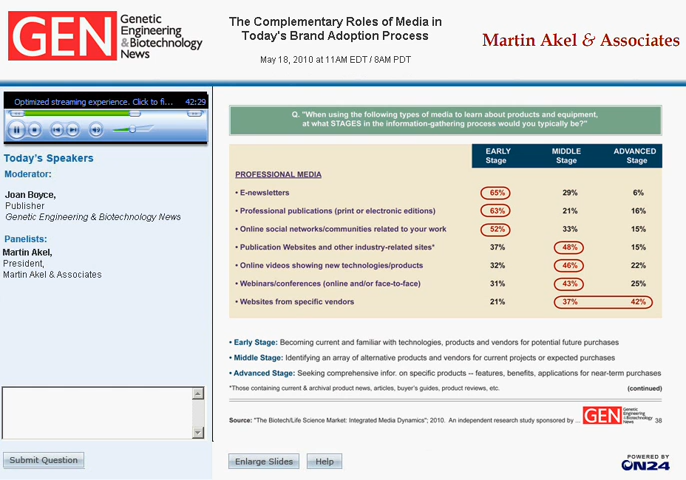 GEN Genetic
Engineering
&Biotechnology
News
The Complementary Roles of Media in
Today's Brand Adoption Process
May 18, 2010 at 11AM EDT / 8AM PDT
Martin Akel & Associates
Optimized streaming experience. Click to fi... 42:29
Today's Speakers
Moderator:
Joan Boyce,
Publisher
Genetic Engineering & Biotechnology News
Panelists:
Martin Akel,
President,
Martin Akel & Associates
Submit Question
Q. "When using the following types of media to learn about products and equipment,
at what STAGES in the information-gathering process would you typically be?"
EARLY Stage MIDDLE Stage ADVANCED Stage
PROFESSIONAL MEDIA
• E-newsletters 65% 29% 6%
• Professional publications (print or electronic editions) 63% 21% 16%
• Online social networks/communities related to your work 52% 33% 15%
• Publication Websites and other industry-related sites* 37% 48% 15%
• Online videos showing new technologies/products 32% 46% 22%
• Webinars/conferences (online and/or face-to-face) 31% 43% 25%
• Websites from specific vendors 21% 37% 42%
• Early Stage: Becoming current and familiar with technologies, products and vendors for potential future purchases
• Middle Stage: Identifying an array of alternative products and vendors for current projects or expected purchases
• Advanced Stage: Seeking comprehensive infor. on specific products -- features, benefits, applications for near-term purchases
*Those containing current & archival product news, articles, buyer's guides, product reviews, etc. (continued)
Source: "The Biotech/Life Science Market: Integrated Media Dynamics"; 2010. An independent research study sponsored by ... GEN Genetic Engineering & Biotechnology News 38
Enlarge Slides Help
POWERED BY
ON24